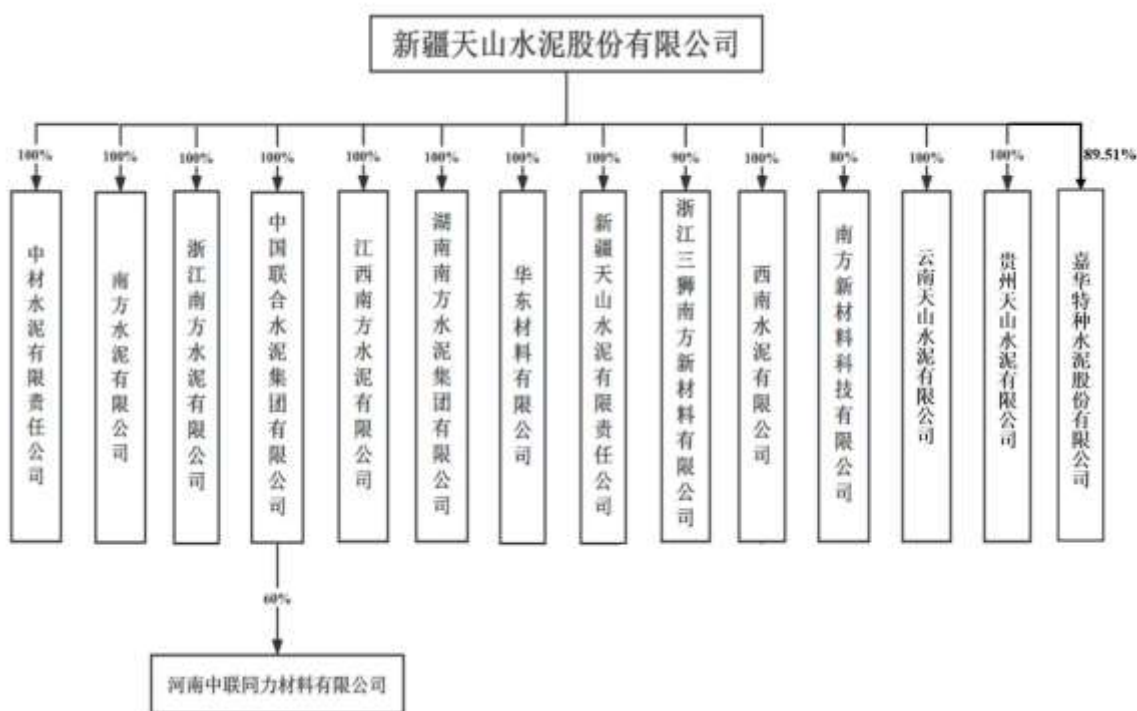 新疆天山水泥股份有限公司
100%
100%
100%
100%
100%
100%
100%
100%
90%
100%
80%
100%
100%
89.51%
中材水泥有限责任公司
南方水泥有限公司
浙江南方水泥有限公司
中国联合水泥集团有限公司
江西南方水泥有限公司
湖南南方水泥集团有限公司
华东材料有限公司
新疆天山水泥有限责任公司
浙江三狮南方新材料有限公司
西南水泥有限公司
南方新材料科技有限公司
云南天山水泥有限公司
贵州天山水泥有限公司
嘉华特种水泥股份有限公司
60%
河南中联同力材料有限公司